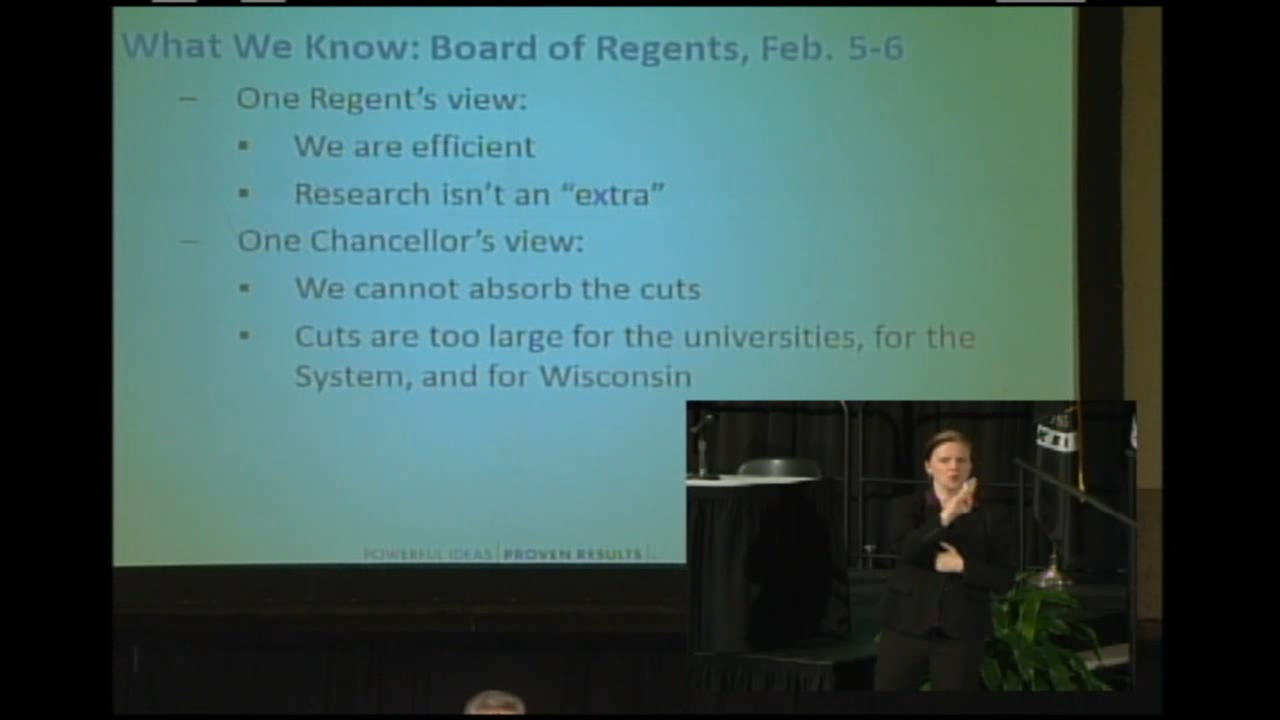 What We Know: Board of Regents, Feb. 5-6
– One Regent's view:
▪ We are efficient
▪ Research isn't an “extra”
– One Chancellor's view:
▪ We cannot absorb the cuts
▪ Cuts are too large for the universities, for the
System, and for Wisconsin
POWERFUL IDEAS | PROVEN RESULTS